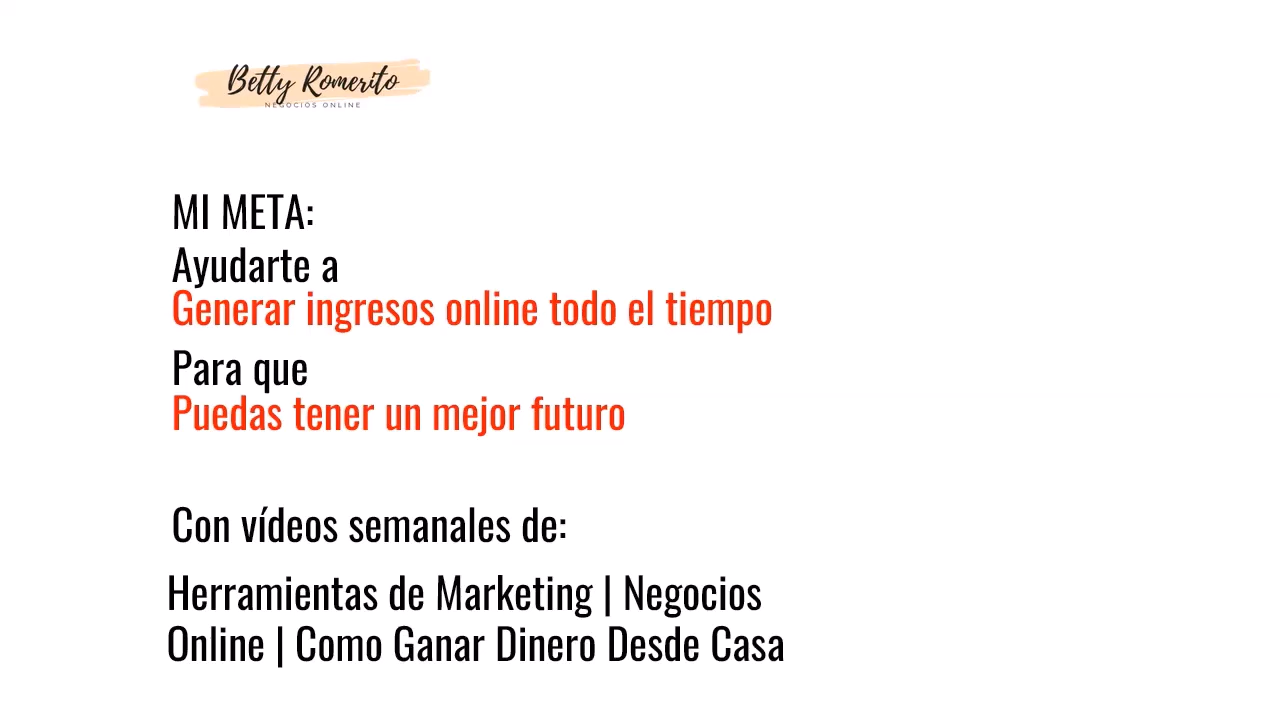 Betty Romerito
NEGOCIOS ONLINE
MI META:
Ayudarte a
Generar ingresos online todo el tiempo
Para que
Puedas tener un mejor futuro
Con vídeos semanales de:
Herramientas de Marketing | Negocios
Online | Como Ganar Dinero Desde Casa